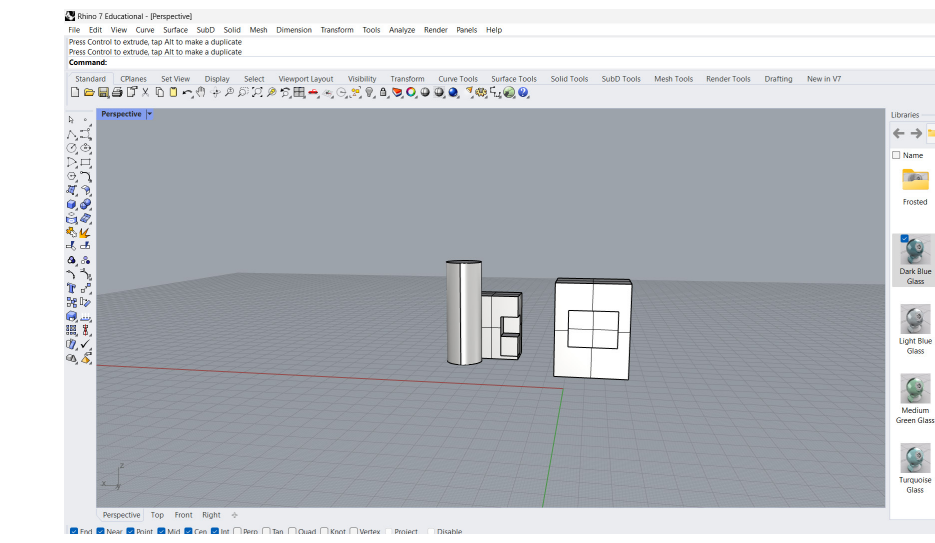 Rhino 7 Educational - [Perspective]
File Edit View Curve Surface SubD Solid Mesh Dimension Transform Tools Analyze Render Panels Help
Press Control to extrude, tap Alt to make a duplicate
Press Control to extrude, tap Alt to make a duplicate
Command:
Standard CPlanes Set View Display Select Viewport Layout Visibility Transform Curve Tools Surface Tools Solid Tools SubD Tools Mesh Tools Render Tools Drafting New in V7
Perspective
Libraries
Name
Frosted
Dark Blue
Glass
Light Blue
Glass
Medium
Green Glass
Turquoise
Glass
z
x
Perspective Top Front Right
End Near Point Mid Cen Int Perp Tan Quad Knot Vertex Project Disable